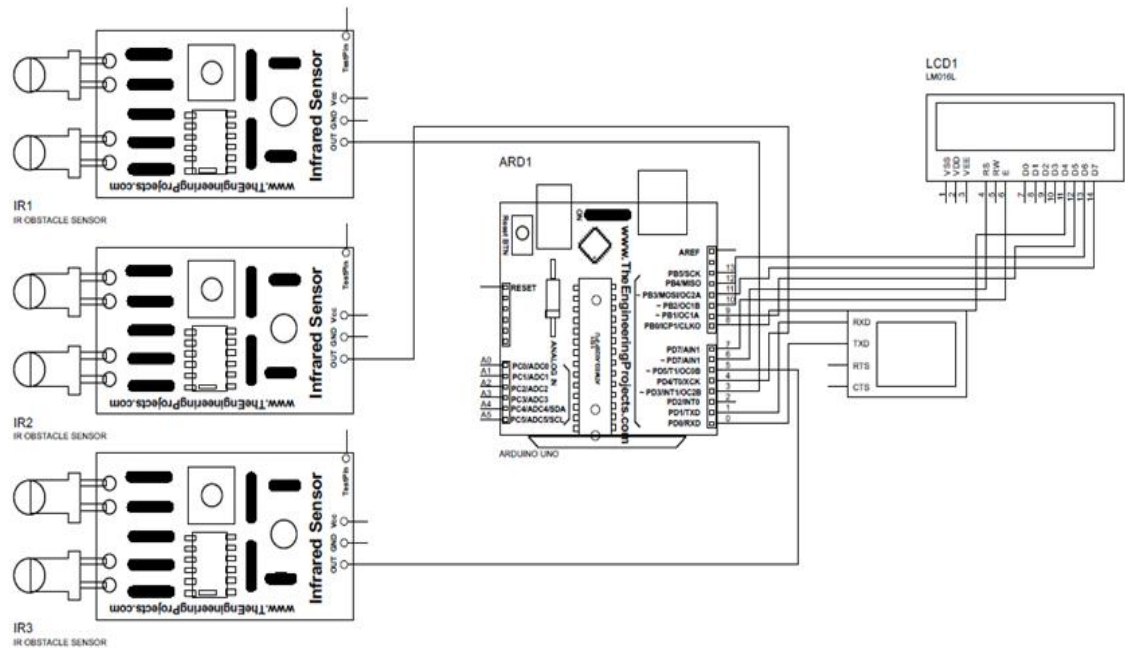 TestPin
Vcc
GND
OUT
Infrared Sensor
www.TheEngineeringProjects.com
IR1
IR OBSTACLE SENSOR
TestPin
Vcc
GND
OUT
Infrared Sensor
www.TheEngineeringProjects.com
IR2
IR OBSTACLE SENSOR
TestPin
Vcc
GND
OUT
Infrared Sensor
www.TheEngineeringProjects.com
IR3
IR OBSTACLE SENSOR
ARD1
Reset BTN
ON
www.TheEngineeringProjects.com
RESET
ANALOG IN
A0 PC0/ADC0
A1 PC1/ADC1
A2 PC2/ADC2
A3 PC3/ADC3
A4 PC4/ADC4/SDA
A5 PC5/ADC5/SCL
AREF
PB5/SCK 13
PB4/MISO 12
~PB3/MOSI/OC2A 11
~PB2/OC1B 10
~PB1/OC1A 9
PB0/ICP1/CLKO 8
PD7/AIN1 7
~PD7/AIN1 6
~PD5/T1/OC0B 5
PD4/T0/XCK 4
~PD3/INT1/OC2B 3
PD2/INT0 2
PD1/TXD 1
PD0/RXD 0
ARDUINO UNO
LCD1
LM016L
VSS
VDD
VEE
RS
RW
E
D0
D1
D2
D3
D4
D5
D6
D7
1
2
3
4
5
6
7
8
9
10
11
12
13
14
RXD
TXD
RTS
CTS